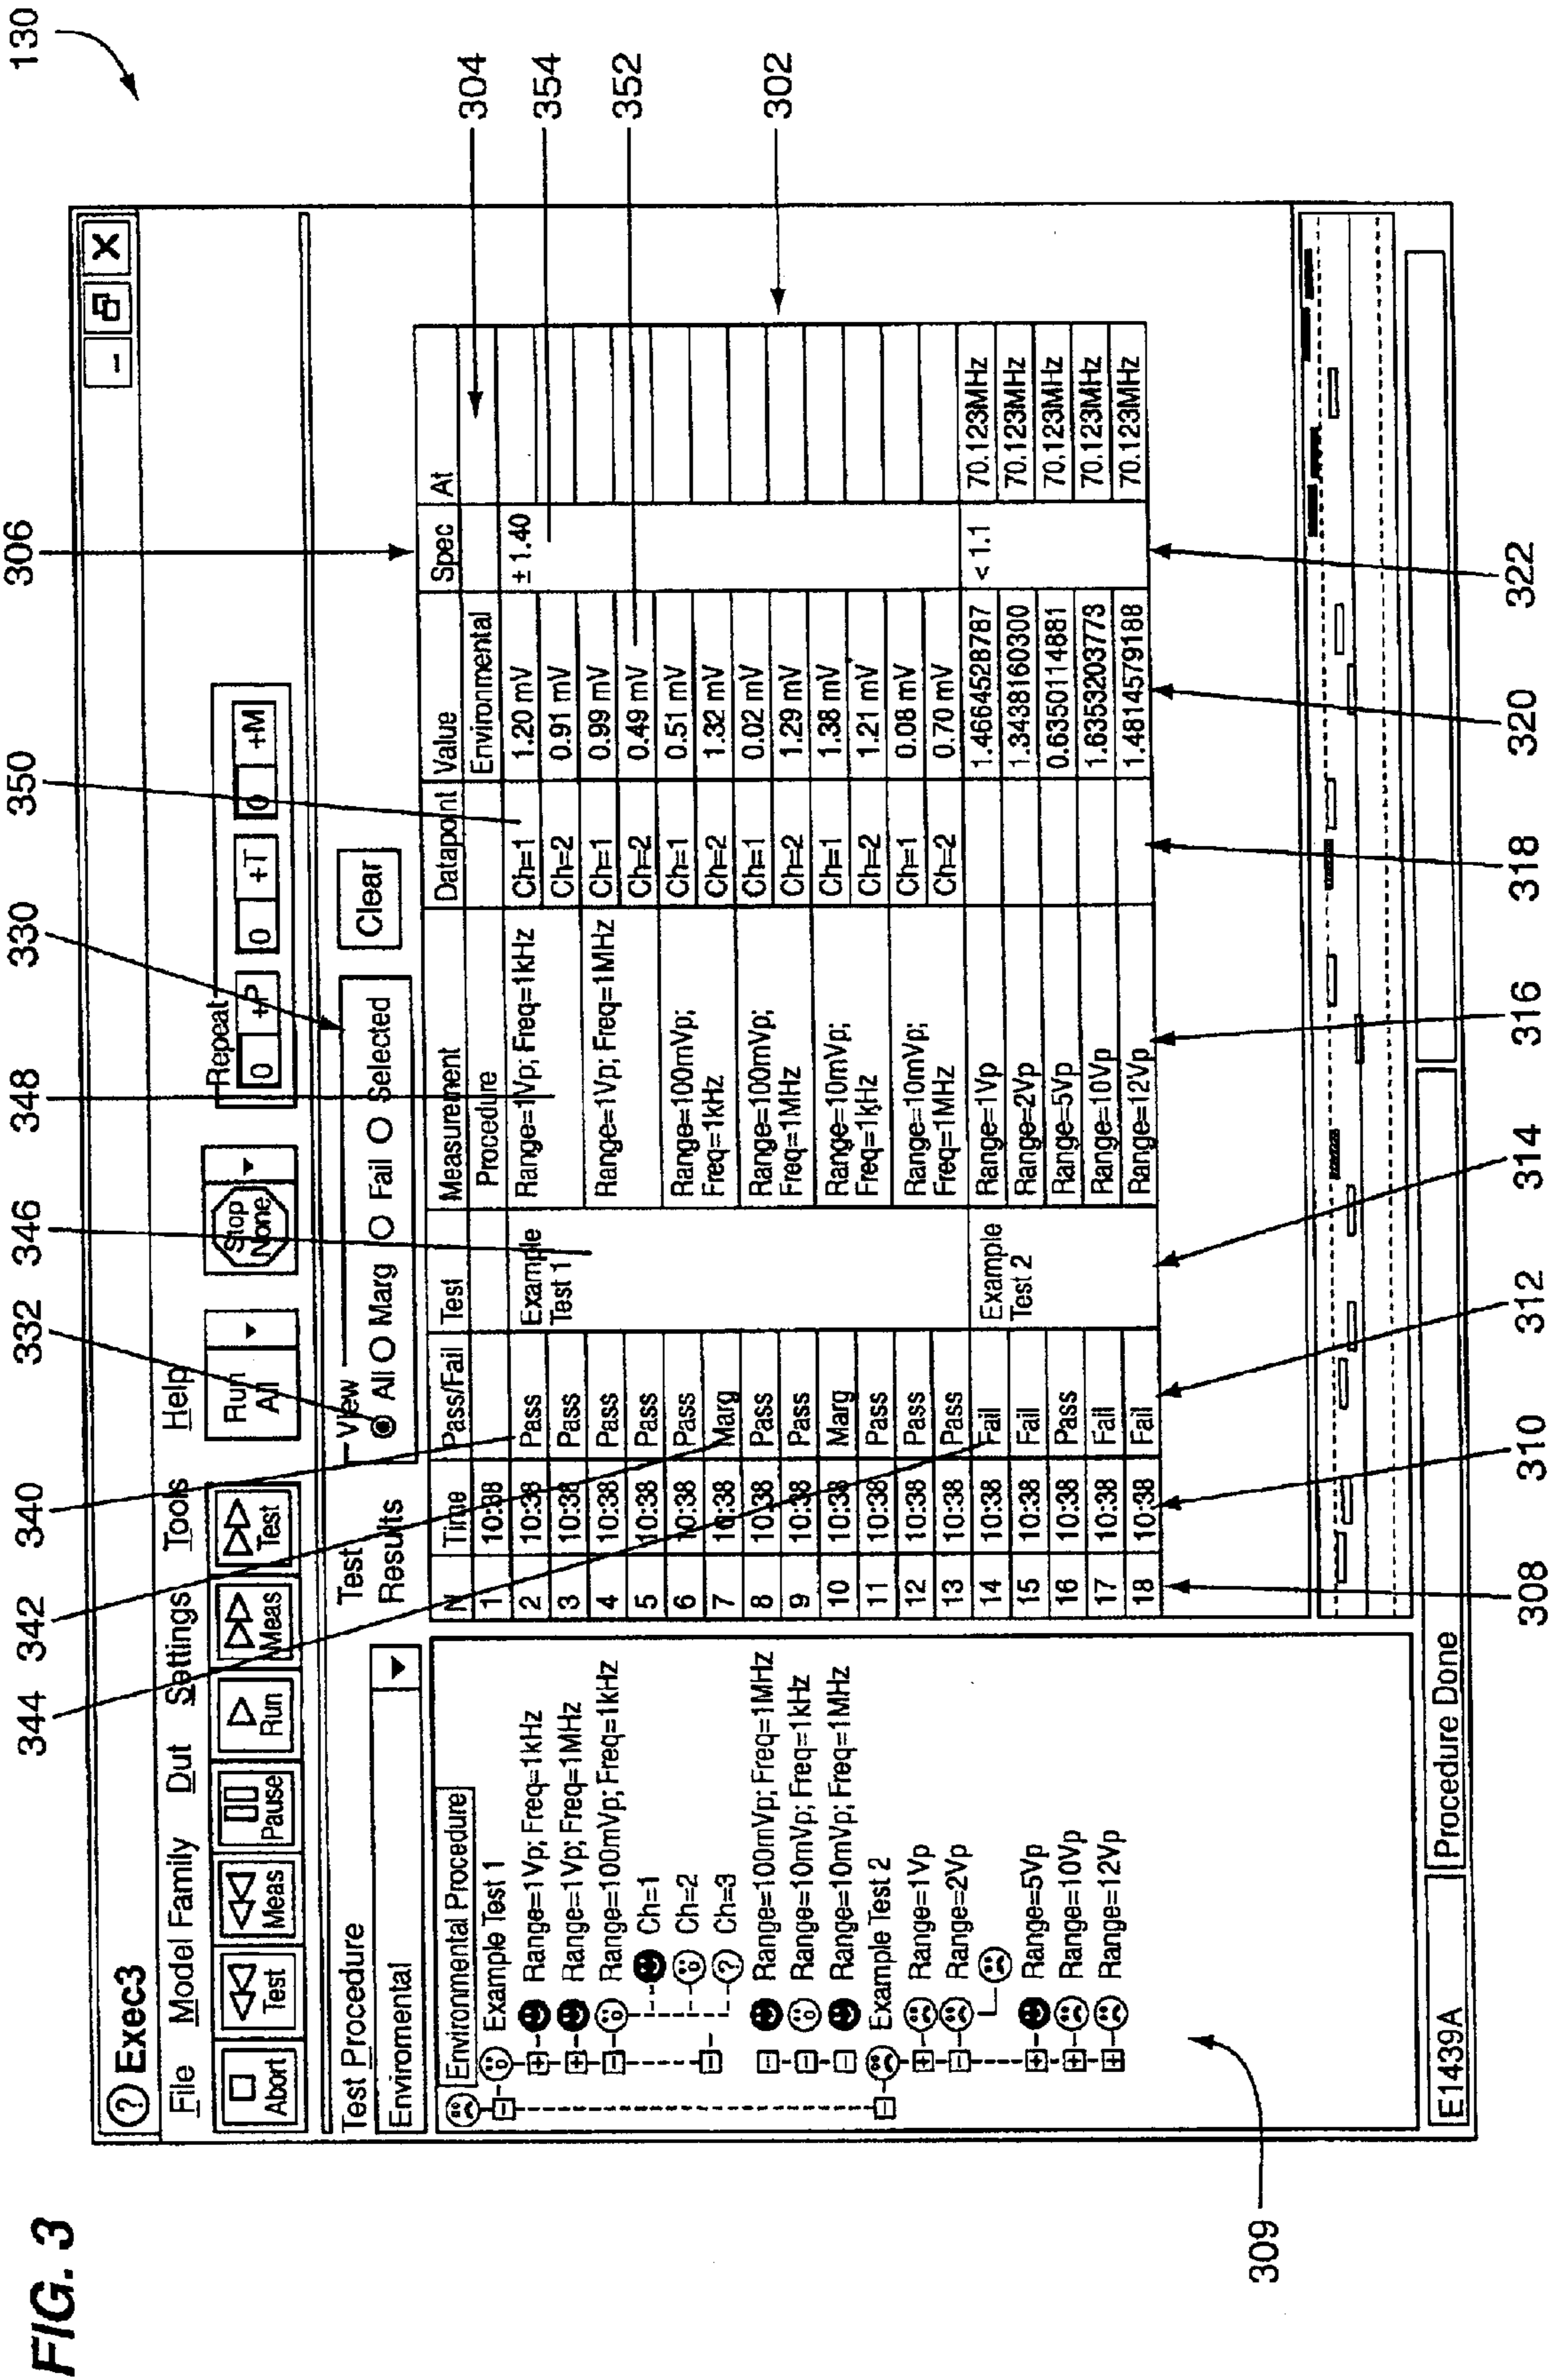 FIG. 3
130
344 342 340 332 346 348 330 350 306
304
354
352
302
Exec3
File Model Family Dut Settings Tools Help
Abort
Test
Meas
Pause
Run
Meas
Test
Run All
Stop None
Repeat
0 +P 0 +T 0 +M
Test Procedure
Enviromental
Test Results
View
All Marg Fail Selected
Clear
Environmental Procedure
Example Test 1
Range=1Vp; Freq=1kHz
Range=1Vp; Freq=1MHz
Range=100mVp; Freq=1kHz
Ch=1
Ch=2
Ch=3
Range=100mVp; Freq=1MHz
Range=10mVp; Freq=1kHz
Range=10mVp; Freq=1MHz
Example Test 2
Range=1Vp
Range=2Vp
Range=5Vp
Range=10Vp
Range=12Vp
N Time Pass/Fail Test Measurement Datapoint Value Spec At
1 10:38 Procedure Environmental
2 10:38 Pass Example Test 1 Range=1Vp; Freq=1kHz Ch=1 1.20 mV ± 1.40
3 10:38 Pass Ch=2 0.91 mV
4 10:38 Pass Range=1Vp; Freq=1MHz Ch=1 0.99 mV
5 10:38 Pass Ch=2 0.49 mV
6 10:38 Pass Range=100mVp; Freq=1kHz Ch=1 0.51 mV
7 10:38 Marg Ch=2 1.32 mV
8 10:38 Pass Range=100mVp; Freq=1MHz Ch=1 0.02 mV
9 10:38 Pass Ch=2 1.29 mV
10 10:38 Marg Range=10mVp; Freq=1kHz Ch=1 1.38 mV
11 10:38 Pass Ch=2 1.21 mV
12 10:38 Pass Range=10mVp; Freq=1MHz Ch=1 0.08 mV
13 10:38 Pass Ch=2 0.70 mV
14 10:38 Fail Example Test 2 Range=1Vp 1.4664528787 < 1.1 70.123MHz
15 10:38 Fail Range=2Vp 1.3438160300 70.123MHz
16 10:38 Pass Range=5Vp 0.6350114881 70.123MHz
17 10:38 Fail Range=10Vp 1.6353203773 70.123MHz
18 10:38 Fail Range=12Vp 1.4814579188 70.123MHz
E1439A
Procedure Done
309
308 310 312 314 316 318 320 322